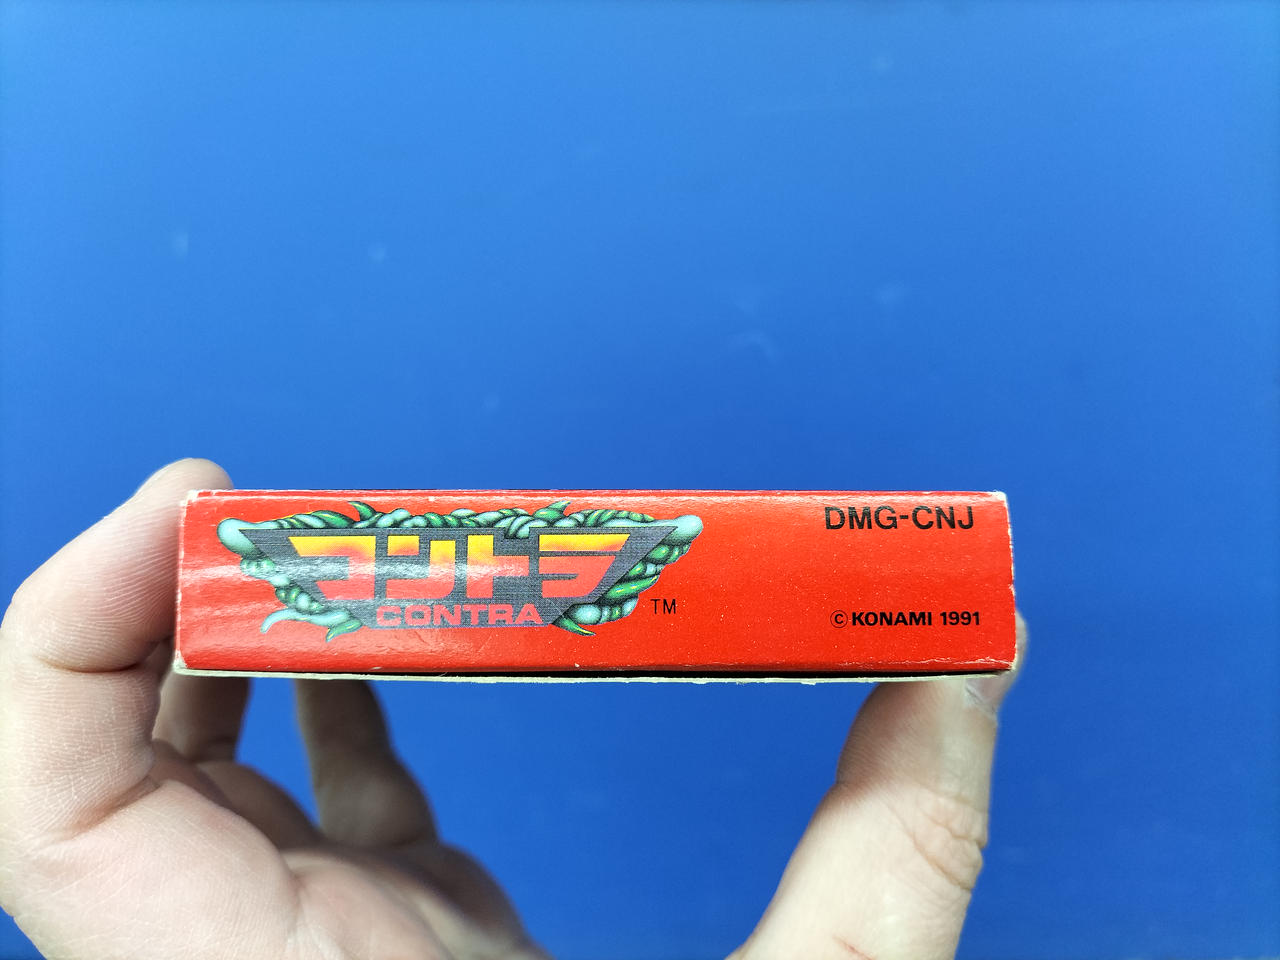 コントラ
CONTRA
TM
DMG-CNJ
©KONAMI 1991